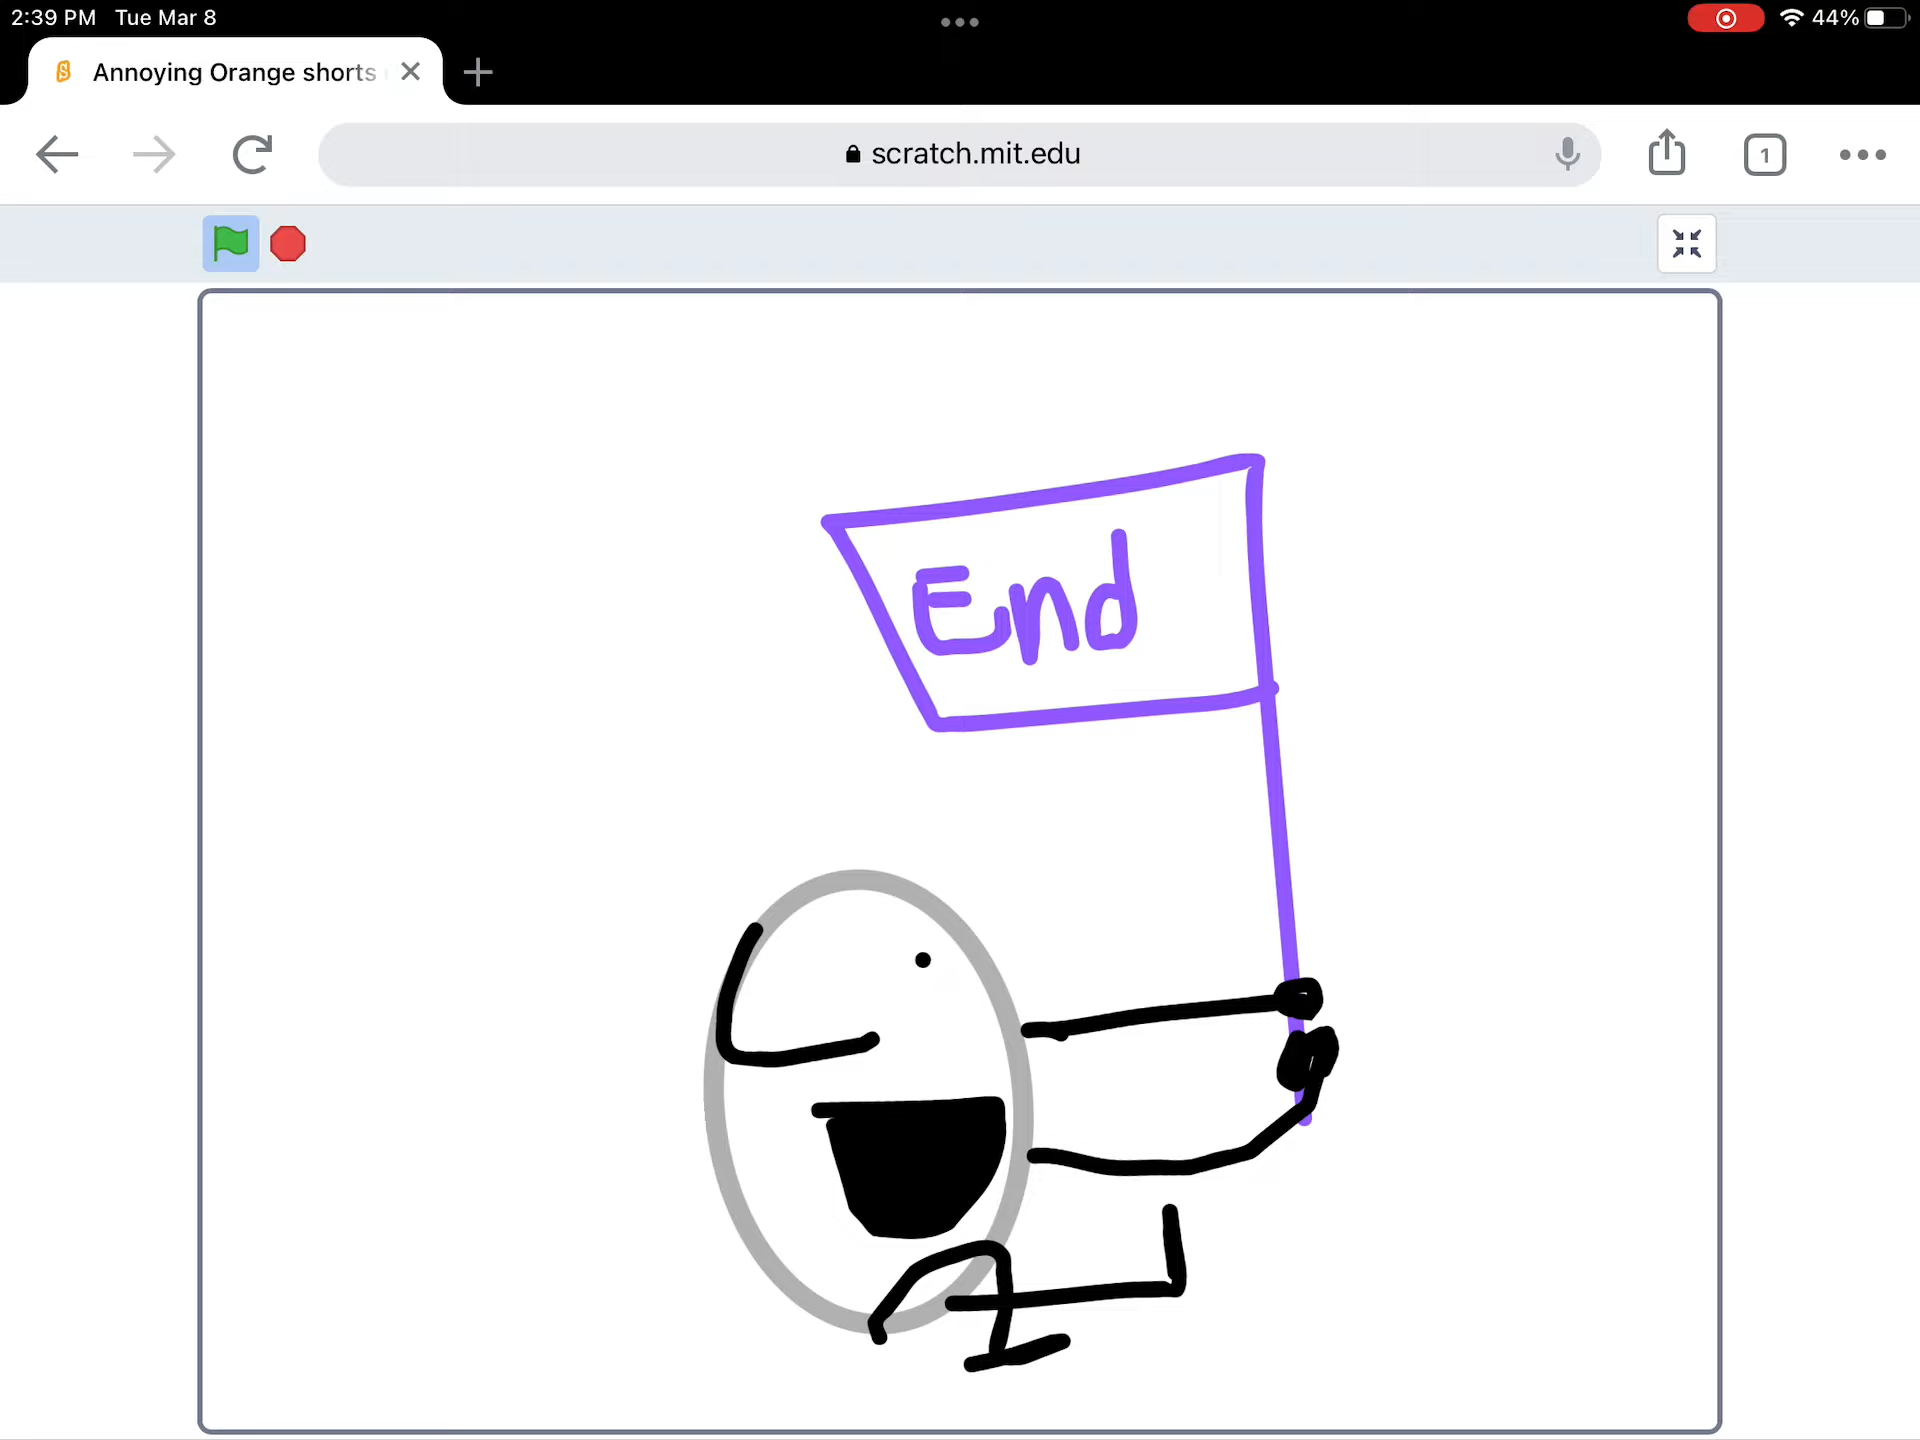 2:39 PM Tue Mar 8
44%
Annoying Orange shorts
scratch.mit.edu
1
End